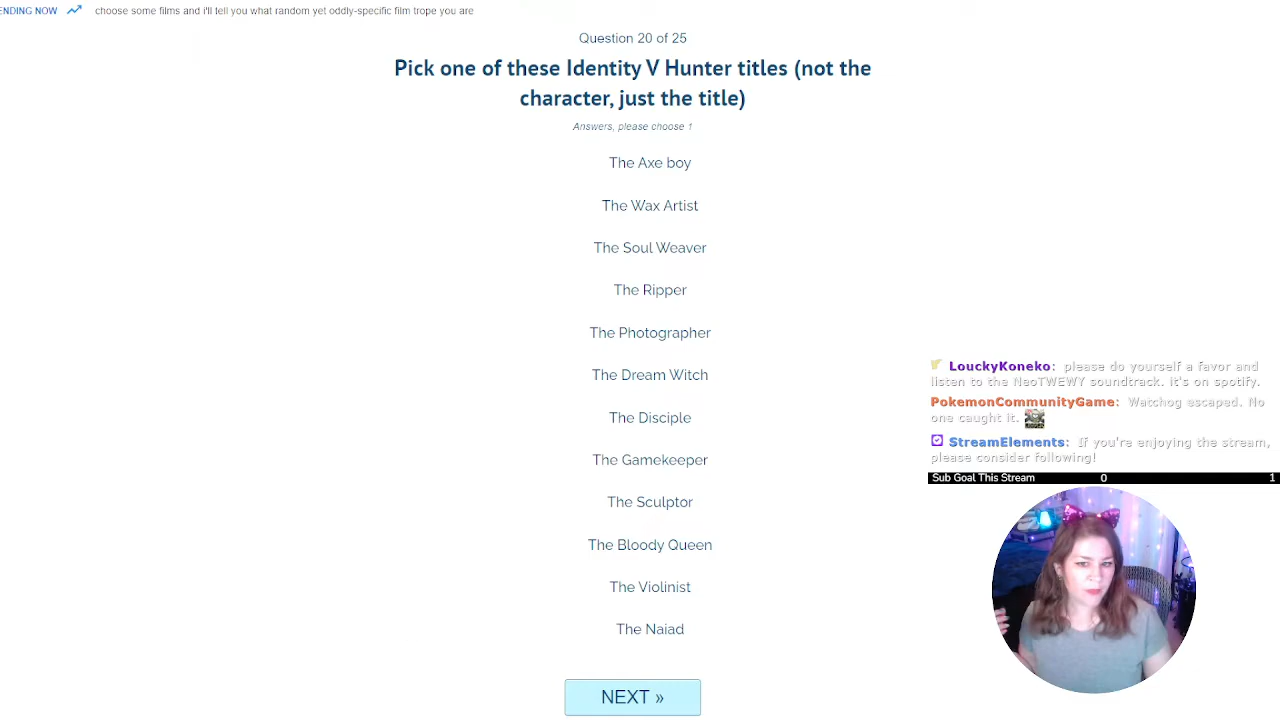 ENDING NOW choose some films and i'll tell you what random yet oddly-specific film trope you are
Question 20 of 25
Pick one of these Identity V Hunter titles (not the
character, just the title)
Answers, please choose 1
The Axe boy
The Wax Artist
The Soul Weaver
The Ripper
The Photographer
The Dream Witch
The Disciple
The Gamekeeper
The Sculptor
The Bloody Queen
The Violinist
The Naiad
NEXT »
LouckyKoneko: please do yourself a favor and
listen to the NeoTWEWY soundtrack. it's on spotify.
PokemonCommunityGame: Watchog escaped. No
one caught it.
StreamElements: If you're enjoying the stream,
please consider following!
Sub Goal This Stream 0 1